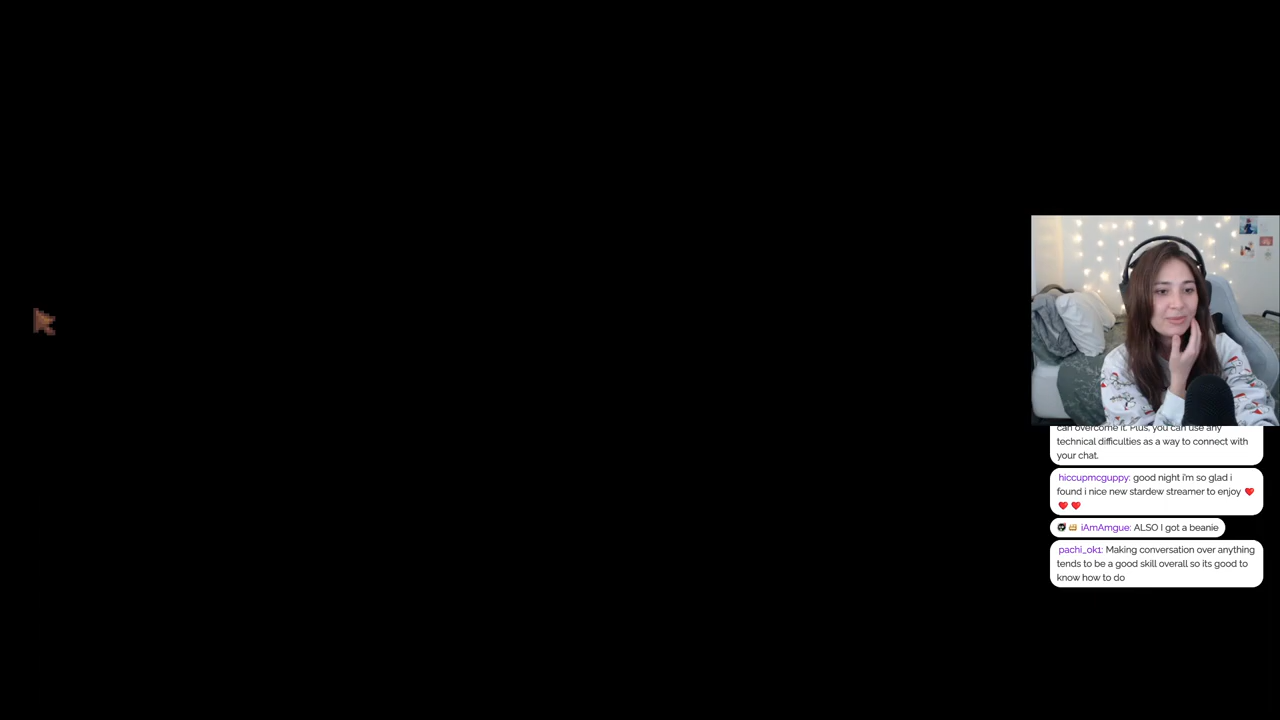 can overcome it. Plus, you can use any
technical difficulties as a way to connect with
your chat.
hiccupmcguppy: good night i'm so glad i
found i nice new stardew streamer to enjoy ❤️
❤️ ❤️
iAmAmgue: ALSO I got a beanie
pachi_ok1: Making conversation over anything
tends to be a good skill overall so its good to
know how to do